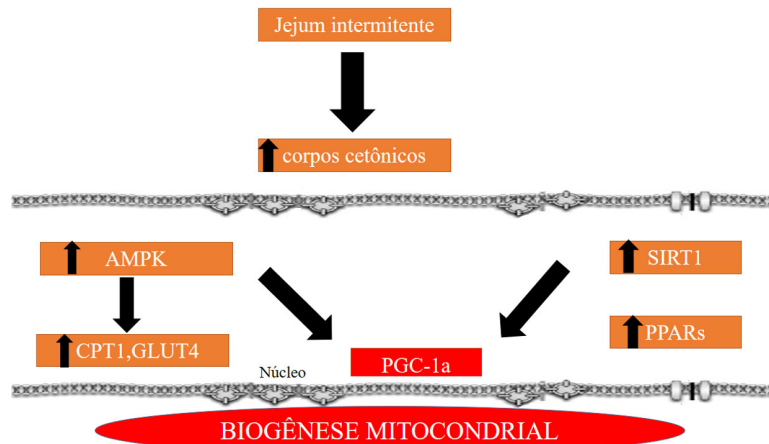 Jejum intermitente
corpos cetônicos
AMPK
SIRT1
CPT1,GLUT4
PPARs
Núcleo
PGC-1a
BIOGÊNESE MITOCONDRIAL